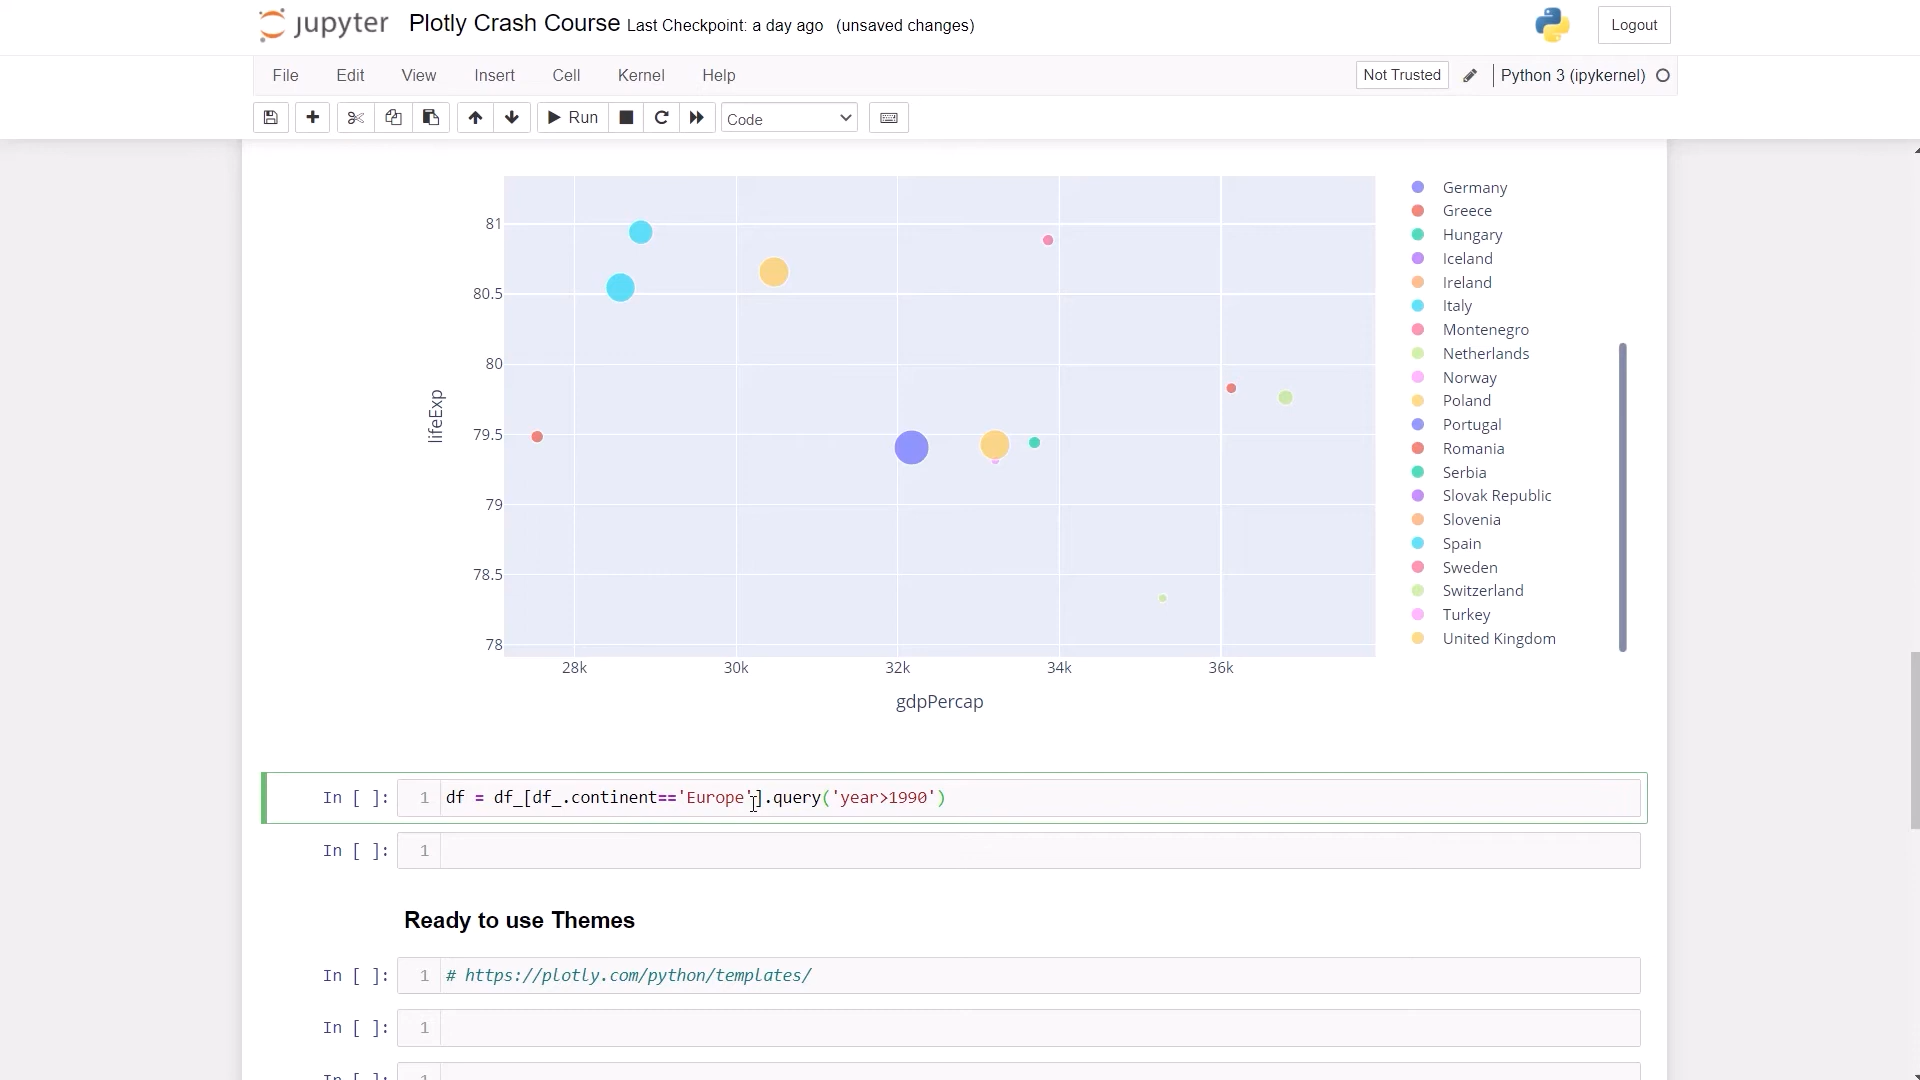 jupyter Plotly Crash Course Last Checkpoint: a day ago (unsaved changes) Logout
File Edit View Insert Cell Kernel Help Not Trusted Python 3 (ipykernel)
Run Code
81
80.5
80
79.5
79
78.5
78
lifeExp
28k 30k 32k 34k 36k
gdpPercap
Germany
Greece
Hungary
Iceland
Ireland
Italy
Montenegro
Netherlands
Norway
Poland
Portugal
Romania
Serbia
Slovak Republic
Slovenia
Spain
Sweden
Switzerland
Turkey
United Kingdom
In [ ]: 1 df = df_[df_.continent=='Europe'].query('year>1990')
In [ ]: 1
Ready to use Themes
In [ ]: 1 # https://plotly.com/python/templates/
In [ ]: 1
In [ ]: 1